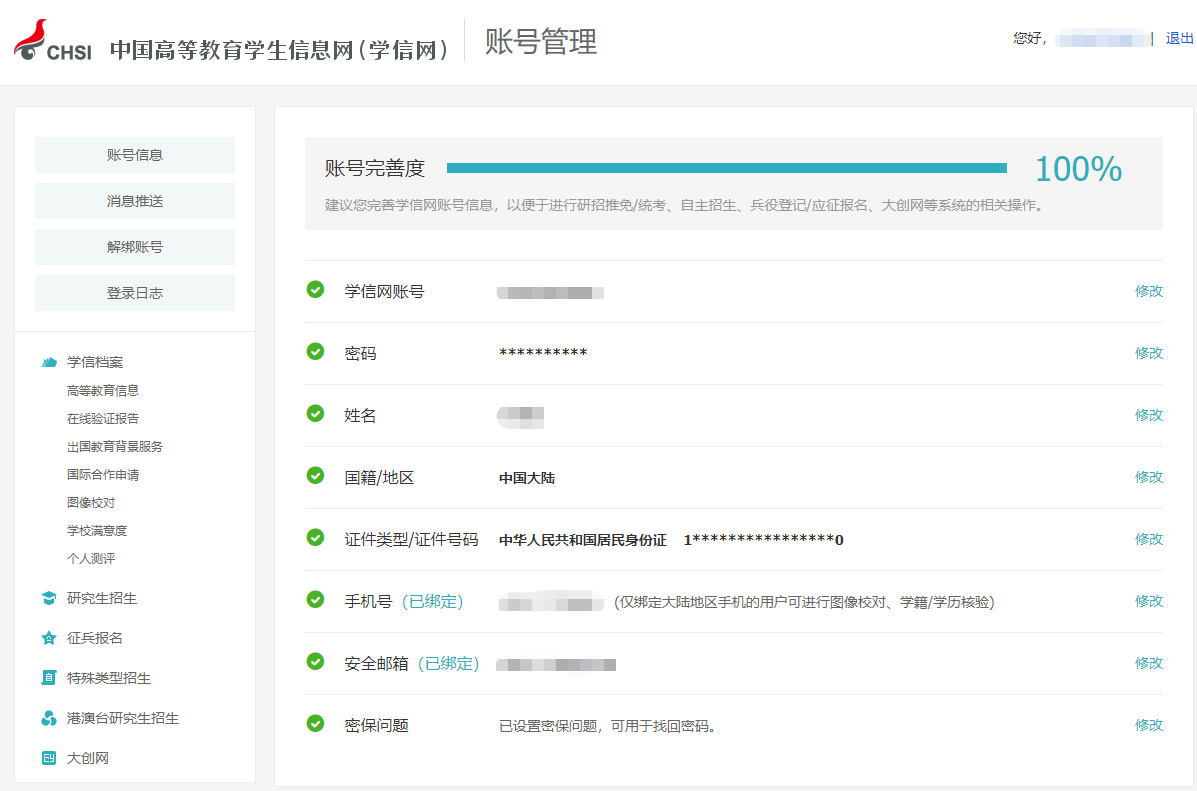 CHSI 中国高等教育学生信息网(学信网) 账号管理 您好, | 退出
账号信息
消息推送
解绑账号
登录日志
学信档案
高等教育信息
在线验证报告
出国教育背景服务
国际合作申请
图像校对
学校满意度
个人测评
研究生招生
征兵报名
特殊类型招生
港澳台研究生招生
大创网
账号完善度 100%
建议您完善学信网账号信息，以便于进行研招推免/统考、自主招生、兵役登记/应征报名、大创网等系统的相关操作。
学信网账号 修改
密码 ********** 修改
姓名 修改
国籍/地区 中国大陆 修改
证件类型/证件号码 中华人民共和国居民身份证 1****************0 修改
手机号 (已绑定) (仅绑定大陆地区手机的用户可进行图像校对、学籍/学历核验) 修改
安全邮箱 (已绑定) 修改
密保问题 已设置密保问题，可用于找回密码。 修改